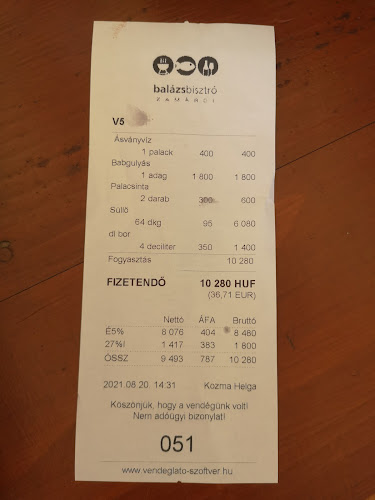 balázsbisztró
ZAMÁRDI
V5
Ásványvíz
1 palack 400 400
Babgulyás
1 adag 1 800 1 800
Palacsinta
2 darab 300 600
Süllő
64 dkg 95 6 080
dl bor
4 deciliter 350 1 400
Fogyasztás 10 280
FIZETENDŐ 10 280 HUF
(36,71 EUR)
Nettó ÁFA Bruttó
É5% 8 076 404 8 480
27%! 1 417 383 1 800
ÖSSZ 9 493 787 10 280
2021.08.20. 14:31 Kozma Helga
Köszönjük, hogy a vendégünk volt!
Nem adóügyi bizonylat!
051
www.vendeglato-szoftver.hu